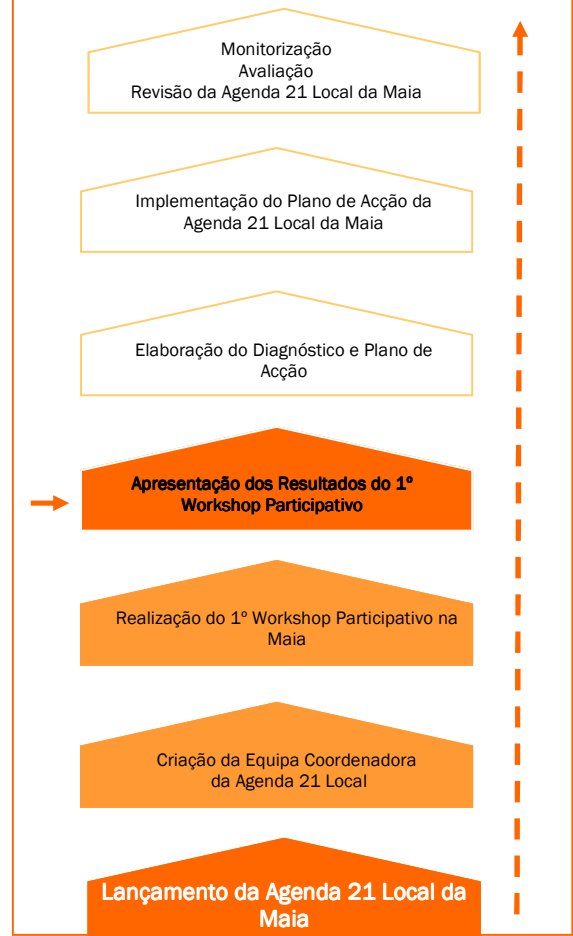 Monitorização
Avaliação
Revisão da Agenda 21 Local da Maia
Implementação do Plano de Acção da
Agenda 21 Local da Maia
Elaboração do Diagnóstico e Plano de
Acção
Apresentação dos Resultados do 1º
Workshop Participativo
Realização do 1º Workshop Participativo na
Maia
Criação da Equipa Coordenadora
da Agenda 21 Local
Lançamento da Agenda 21 Local da
Maia